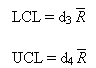 LCL = d₃ R̅
UCL = d₄ R̅